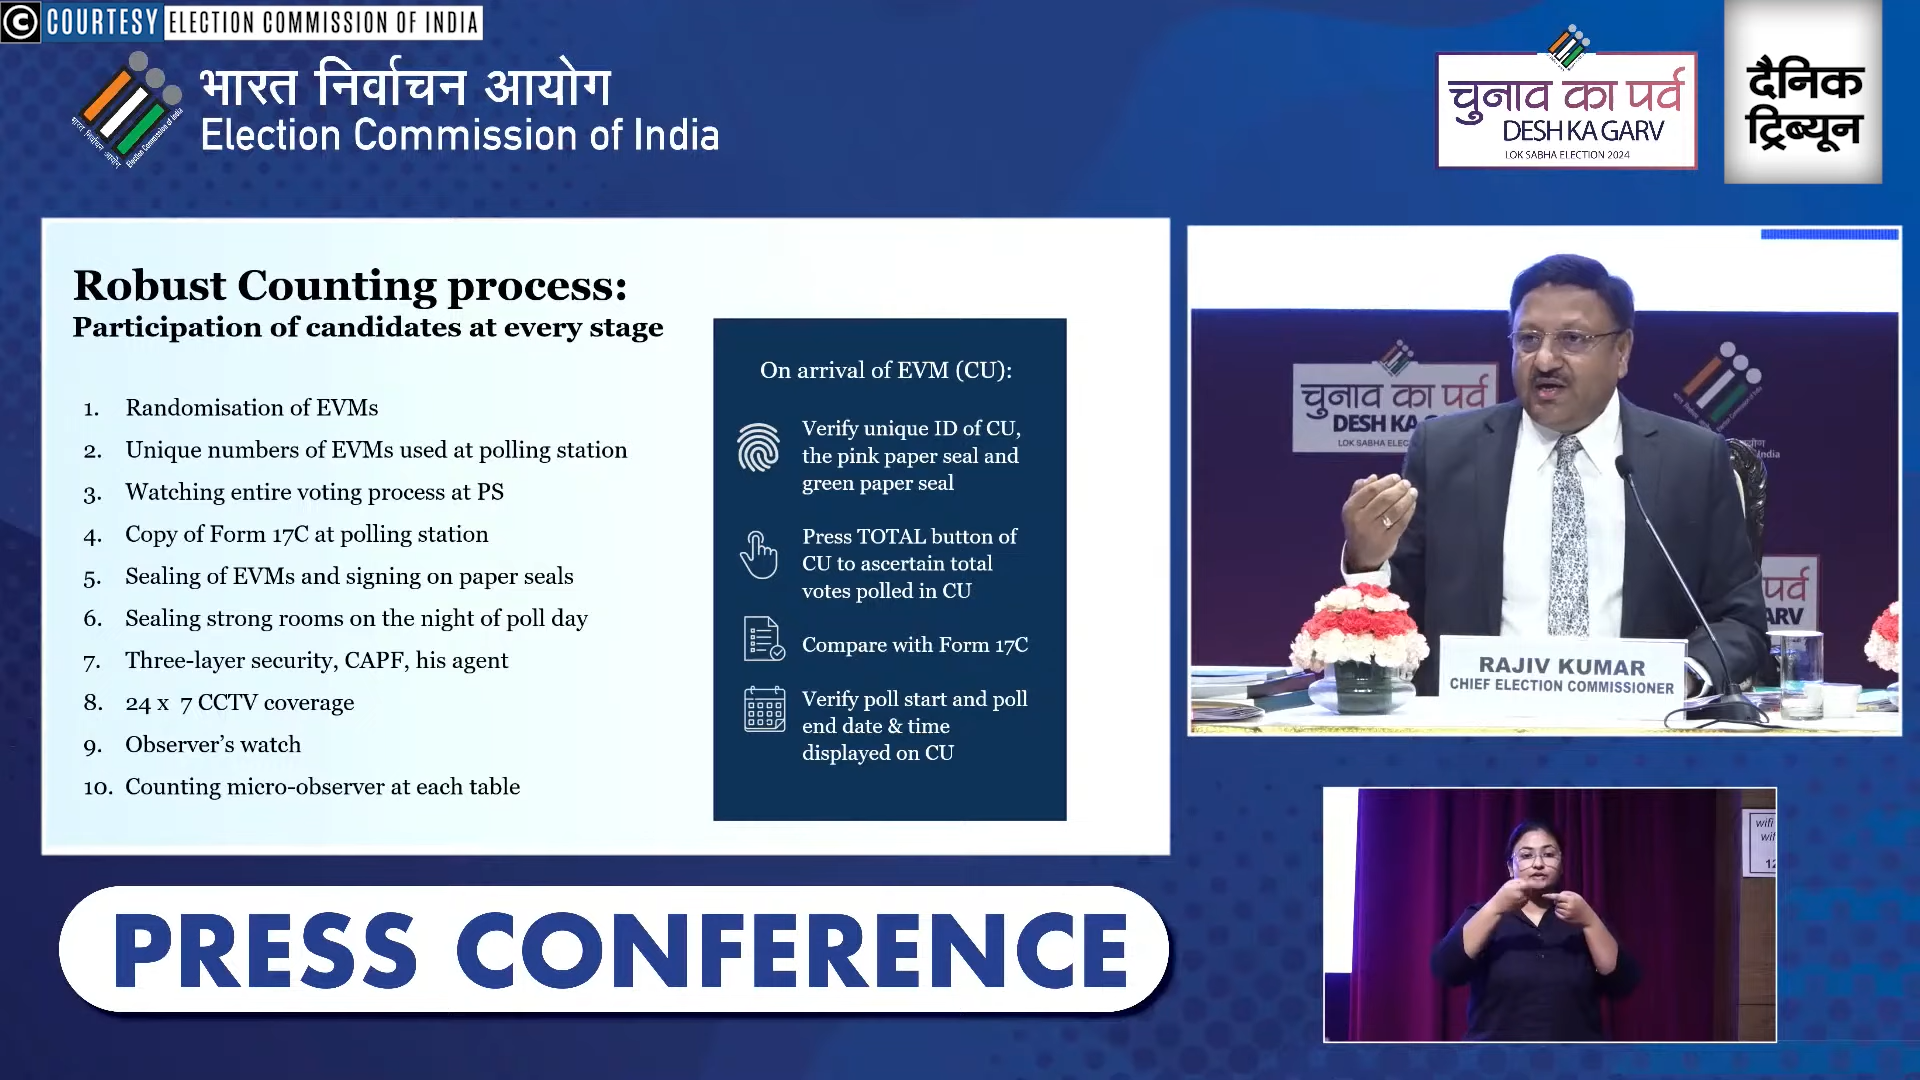 © COURTESY ELECTION COMMISSION OF INDIA
भारत निर्वाचन आयोग
Election Commission of India
चुनाव का पर्व
DESH KA GARV
LOK SABHA ELECTION 2024
दैनिक
ट्रिब्यून
Robust Counting process:
Participation of candidates at every stage
1. Randomisation of EVMs
2. Unique numbers of EVMs used at polling station
3. Watching entire voting process at PS
4. Copy of Form 17C at polling station
5. Sealing of EVMs and signing on paper seals
6. Sealing strong rooms on the night of poll day
7. Three-layer security, CAPF, his agent
8. 24 x 7 CCTV coverage
9. Observer’s watch
10. Counting micro-observer at each table
On arrival of EVM (CU):
Verify unique ID of CU,
the pink paper seal and
green paper seal
Press TOTAL button of
CU to ascertain total
votes polled in CU
Compare with Form 17C
Verify poll start and poll
end date & time
displayed on CU
चुनाव का पर्व
DESH KA
LOK SABHA
RAJIV KUMAR
CHIEF ELECTION COMMISSIONER
wifi
PRESS CONFERENCE